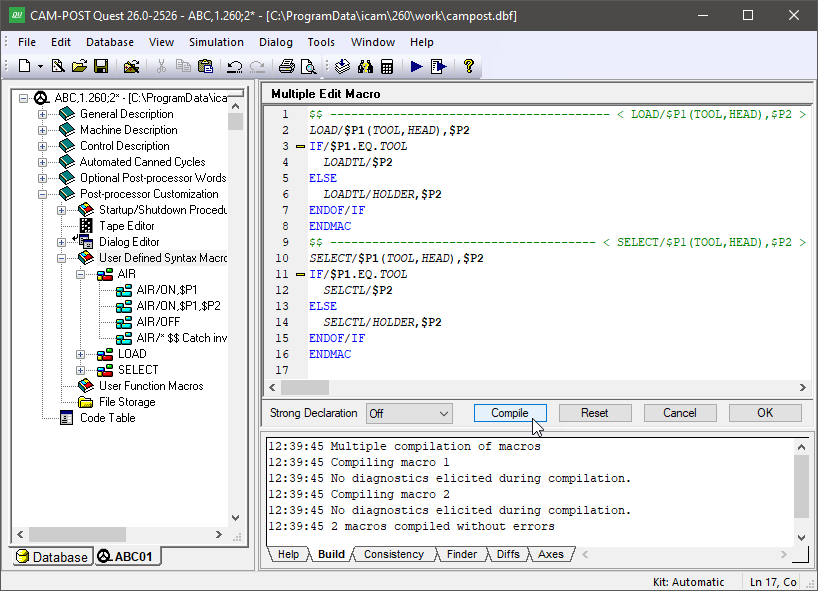 CAM-POST Quest 26.0-2526 - ABC,1.260;2* - [C:\ProgramData\icam\260\work\campost.dbf]
File Edit Database View Simulation Dialog Tools Window Help
ABC,1.260;2* - [C:\ProgramData\ica
General Description
Machine Description
Control Description
Automated Canned Cycles
Optional Post-processor Words
Post-processor Customization
Startup/Shutdown Procedu
Tape Editor
Dialog Editor
User Defined Syntax Macro
AIR
AIR/ON,$P1
AIR/ON,$P1,$P2
AIR/OFF
AIR/* $$ Catch inv
LOAD
SELECT
User Function Macros
File Storage
Code Table
Database ABC01
Multiple Edit Macro
1 $$ --------------------------------------- < LOAD/$P1(TOOL,HEAD),$P2 >
2 LOAD/$P1(TOOL,HEAD),$P2
3 IF/$P1.EQ.TOOL
4 LOADTL/$P2
5 ELSE
6 LOADTL/HOLDER,$P2
7 ENDOF/IF
8 ENDMAC
9 $$ ------------------------------------- < SELECT/$P1(TOOL,HEAD),$P2 >
10 SELECT/$P1(TOOL,HEAD),$P2
11 IF/$P1.EQ.TOOL
12 SELCTL/$P2
13 ELSE
14 SELCTL/HOLDER,$P2
15 ENDOF/IF
16 ENDMAC
17
Strong Declaration Off Compile Reset Cancel OK
12:39:45 Multiple compilation of macros
12:39:45 Compiling macro 1
12:39:45 No diagnostics elicited during compilation.
12:39:45 Compiling macro 2
12:39:45 No diagnostics elicited during compilation.
12:39:45 2 macros compiled without errors
Help Build Consistency Finder Diffs Axes
Kit: Automatic Ln 17, Co